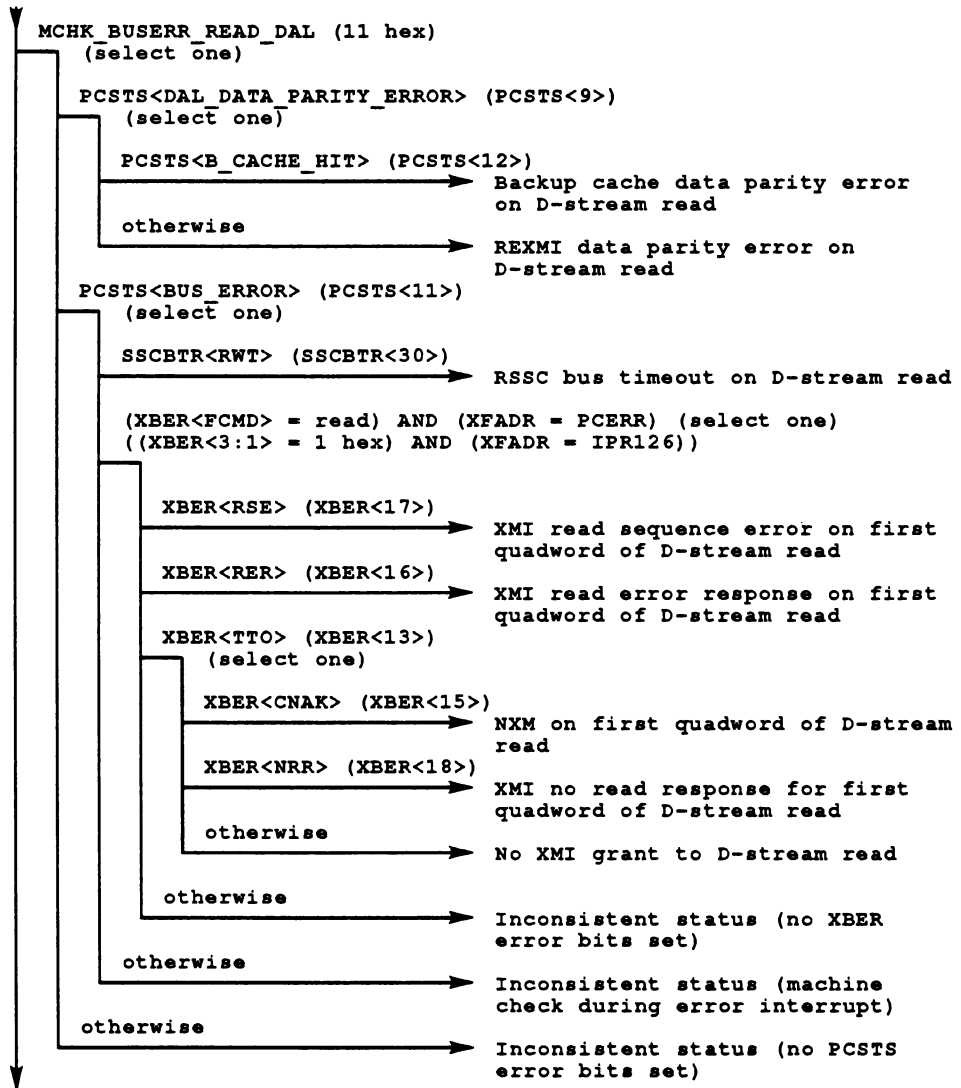 MCHK_BUSERR_READ_DAL (11 hex)
(select one)
PCSTS<DAL_DATA_PARITY_ERROR> (PCSTS<9>)
(select one)
PCSTS<B_CACHE_HIT> (PCSTS<12>)
Backup cache data parity error
on D-stream read
otherwise
REXMI data parity error on
D-stream read
PCSTS<BUS_ERROR> (PCSTS<11>)
(select one)
SSCBTR<RWT> (SSCBTR<30>)
RSSC bus timeout on D-stream read
(XBER<FCMD> = read) AND (XFADR = PCERR) (select one)
((XBER<3:1> = 1 hex) AND (XFADR = IPR126))
XBER<RSE> (XBER<17>)
XMI read sequence error on first
quadword of D-stream read
XBER<RER> (XBER<16>)
XMI read error response on first
quadword of D-stream read
XBER<TTO> (XBER<13>)
(select one)
XBER<CNAK> (XBER<15>)
NXM on first quadword of D-stream
read
XBER<NRR> (XBER<18>)
XMI no read response for first
quadword of D-stream read
otherwise
No XMI grant to D-stream read
otherwise
Inconsistent status (no XBER
error bits set)
otherwise
Inconsistent status (machine
check during error interrupt)
otherwise
Inconsistent status (no PCSTS
error bits set)